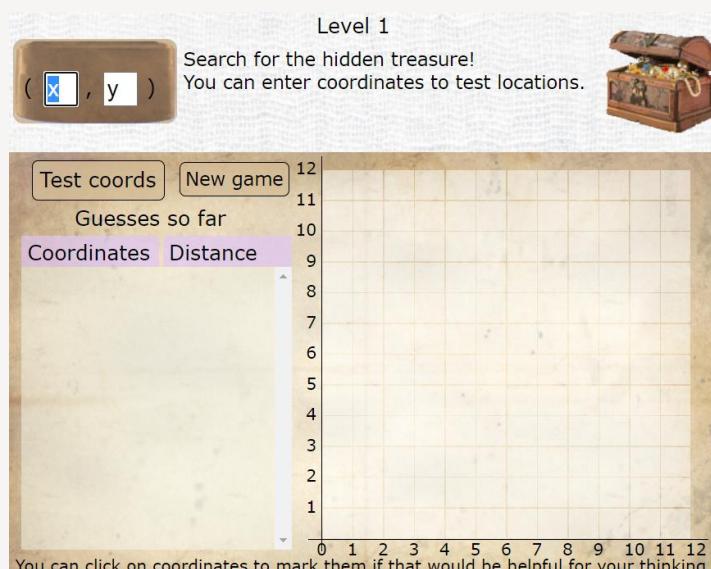 Level 1
( x , y )
Search for the hidden treasure!
You can enter coordinates to test locations.
Test coords
New game
Guesses so far
Coordinates Distance
12
11
10
9
8
7
6
5
4
3
2
1
0 1 2 3 4 5 6 7 8 9 10 11 12
You can click on coordinates to mark them if that would be helpful for your thinking